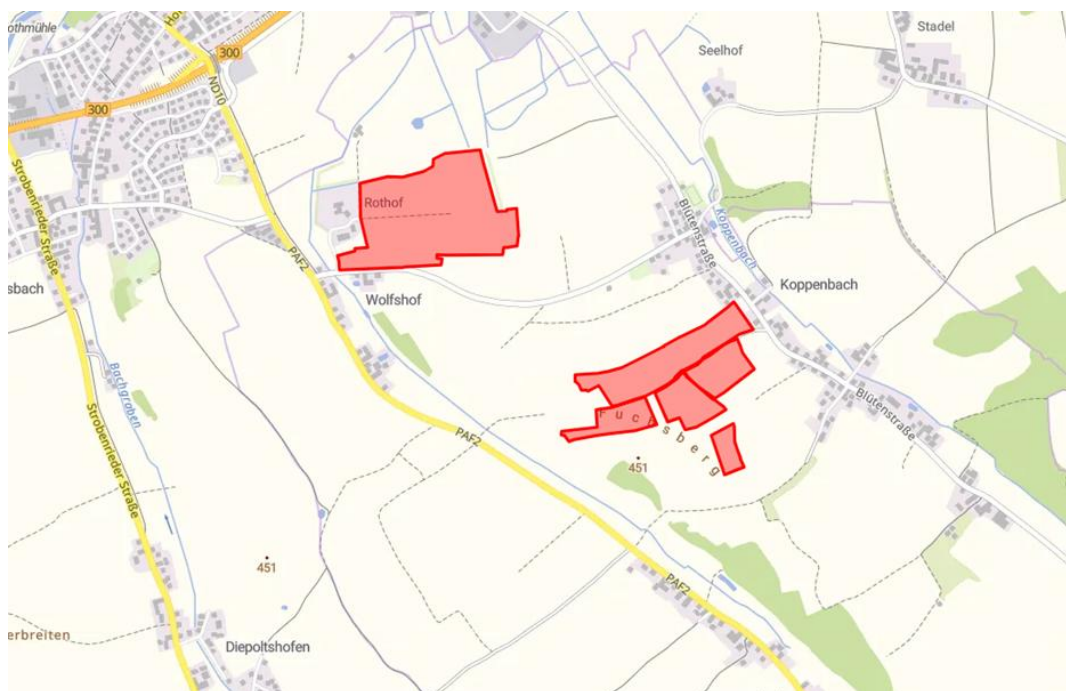 othmühle
300
ND10
300
Stadel
Seelhof
Strobenrieder Straße
Rothof
Blütenstraße
Koppenbach
PAF2
sbach
Wolfshof
Koppenbach
Bachgraben
Strobenrieder Straße
Fuchsberg
PAF2
Blütenstraße
451
451
PAF2
erbreiten
Diepoltshofen